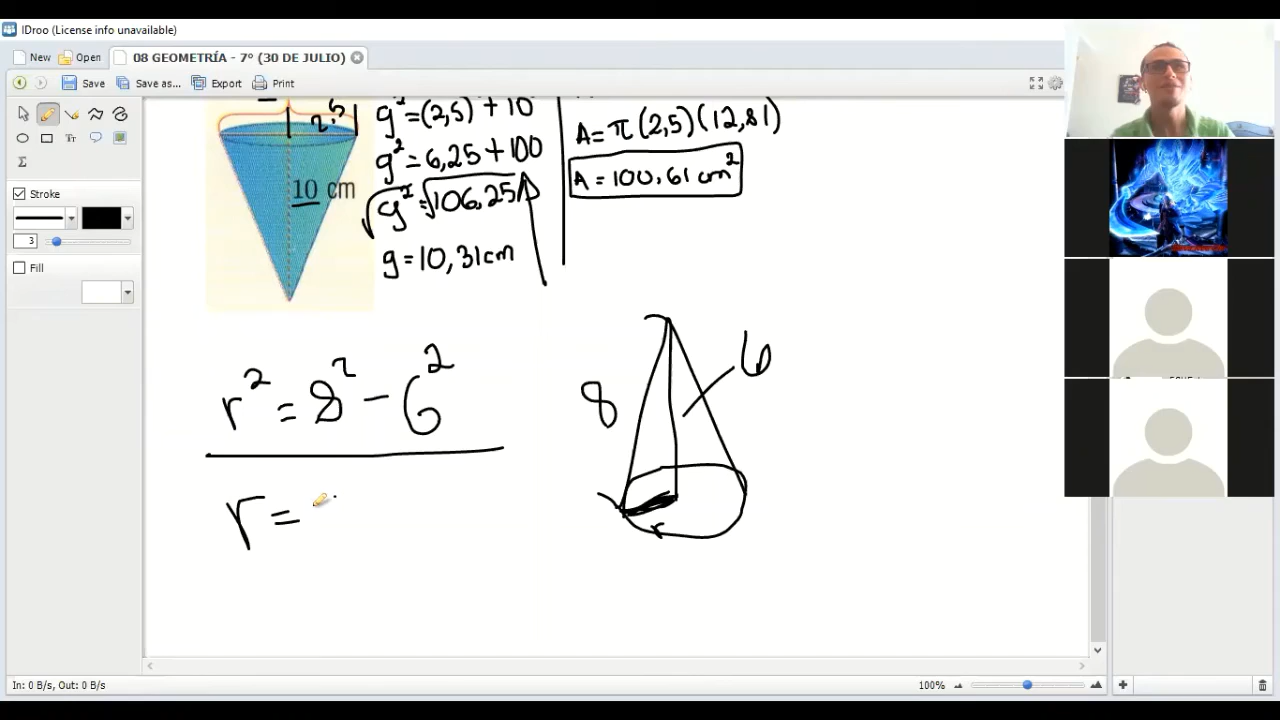 IDroo (License info unavailable)
New Open 08 GEOMETRÍA - 7º (30 DE JULIO)
Save Save as... Export Print
Tт
Σ
Stroke
3
Fill
2,5
10 cm
g² = (2,5)² + 10
g² = 6,25 + 100
√g² = √106,25
g = 10,31 cm
A = π (2,5) (12,81)
A = 100,61 cm²
r² = 8² - 6²
r =
8
6
r
In: 0 B/s, Out: 0 B/s
100%